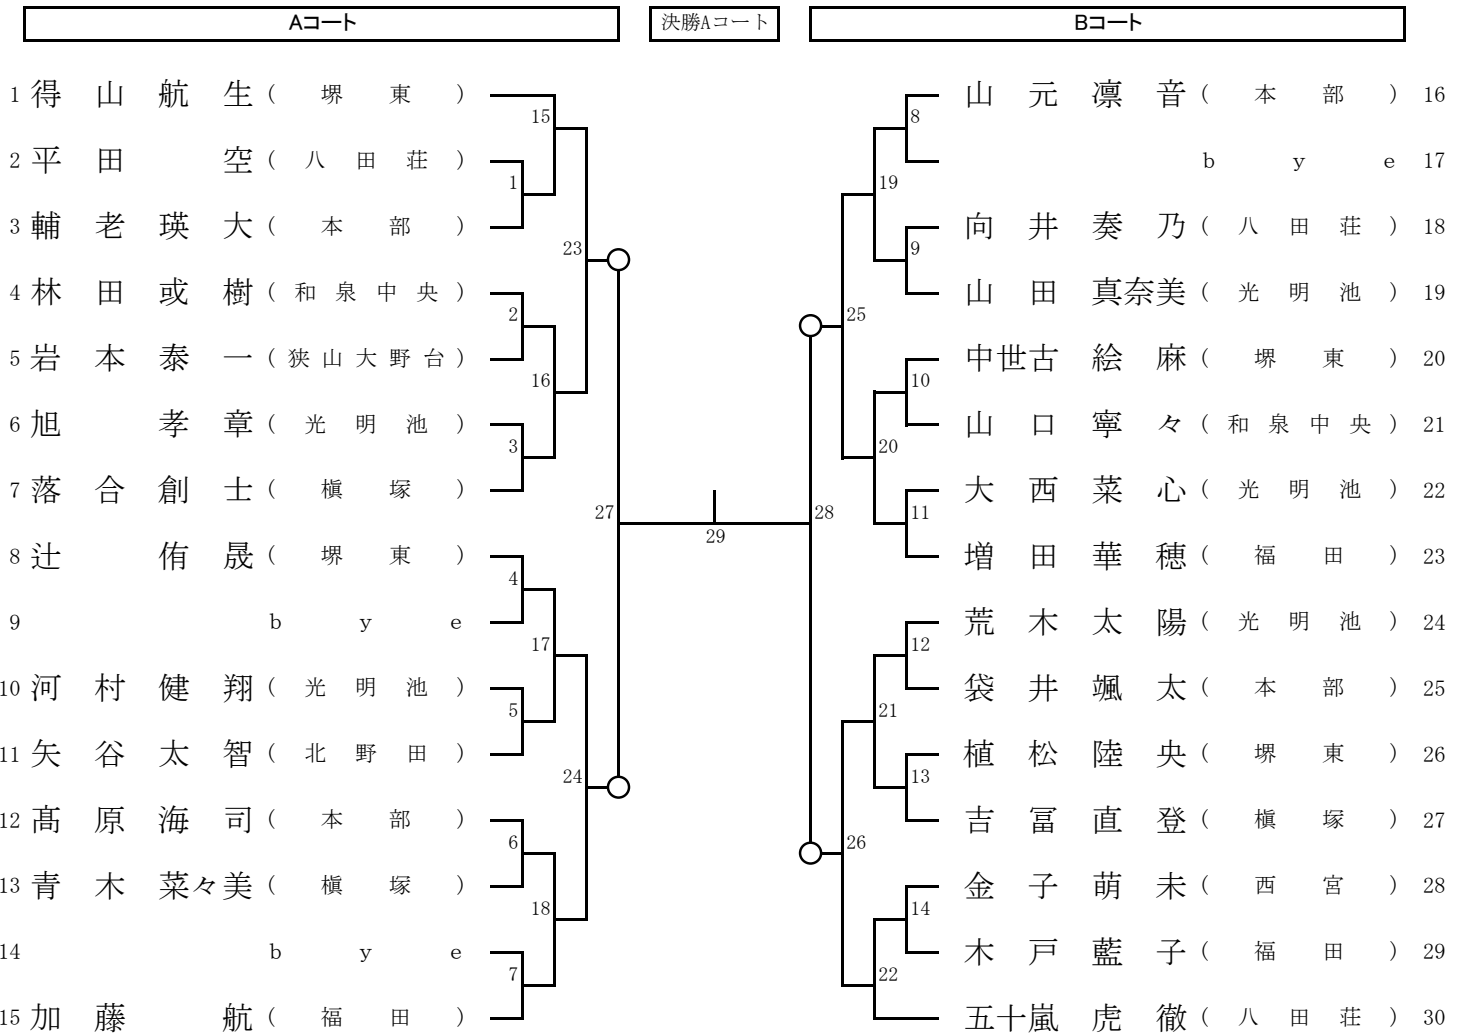 Aコート
決勝Aコート
Bコート
1 得山航生(堺東)
2 平田空(八田荘)
3 輔老瑛大(本部)
4 林田或樹(和泉中央)
5 岩本泰一(狭山大野台)
6 旭孝章(光明池)
7 落合創士(槇塚)
8 辻侑晟(堺東)
9 bye
10 河村健翔(光明池)
11 矢谷太智(北野田)
12 髙原海司(本部)
13 青木菜々美(槇塚)
14 bye
15 加藤航(福田)
15
1
23
2
16
3
27
4
17
5
24
6
18
7
29
8
19
9
25
10
20
11
28
12
21
13
26
14
22
山元凛音(本部) 16
bye 17
向井奏乃(八田荘) 18
山田真奈美(光明池) 19
中世古絵麻(堺東) 20
山口寧々(和泉中央) 21
大西菜心(光明池) 22
増田華穂(福田) 23
荒木太陽(光明池) 24
袋井颯太(本部) 25
植松陸央(堺東) 26
吉冨直登(槇塚) 27
金子萌未(西宮) 28
木戸藍子(福田) 29
五十嵐虎徹(八田荘) 30